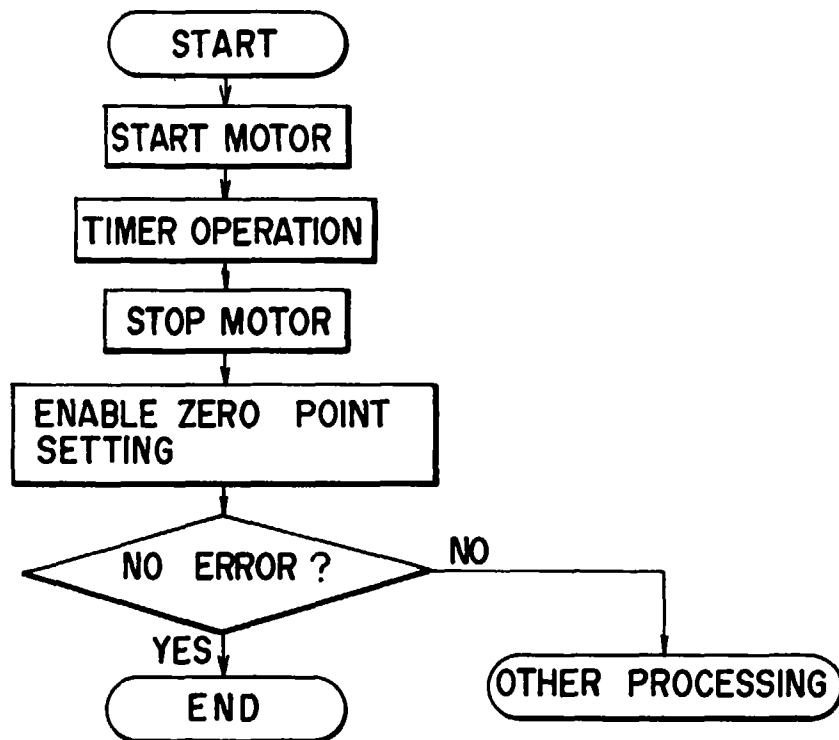 START
START MOTOR
TIMER OPERATION
STOP MOTOR
ENABLE ZERO POINT
SETTING
NO ERROR ?
NO
YES
END
OTHER PROCESSING